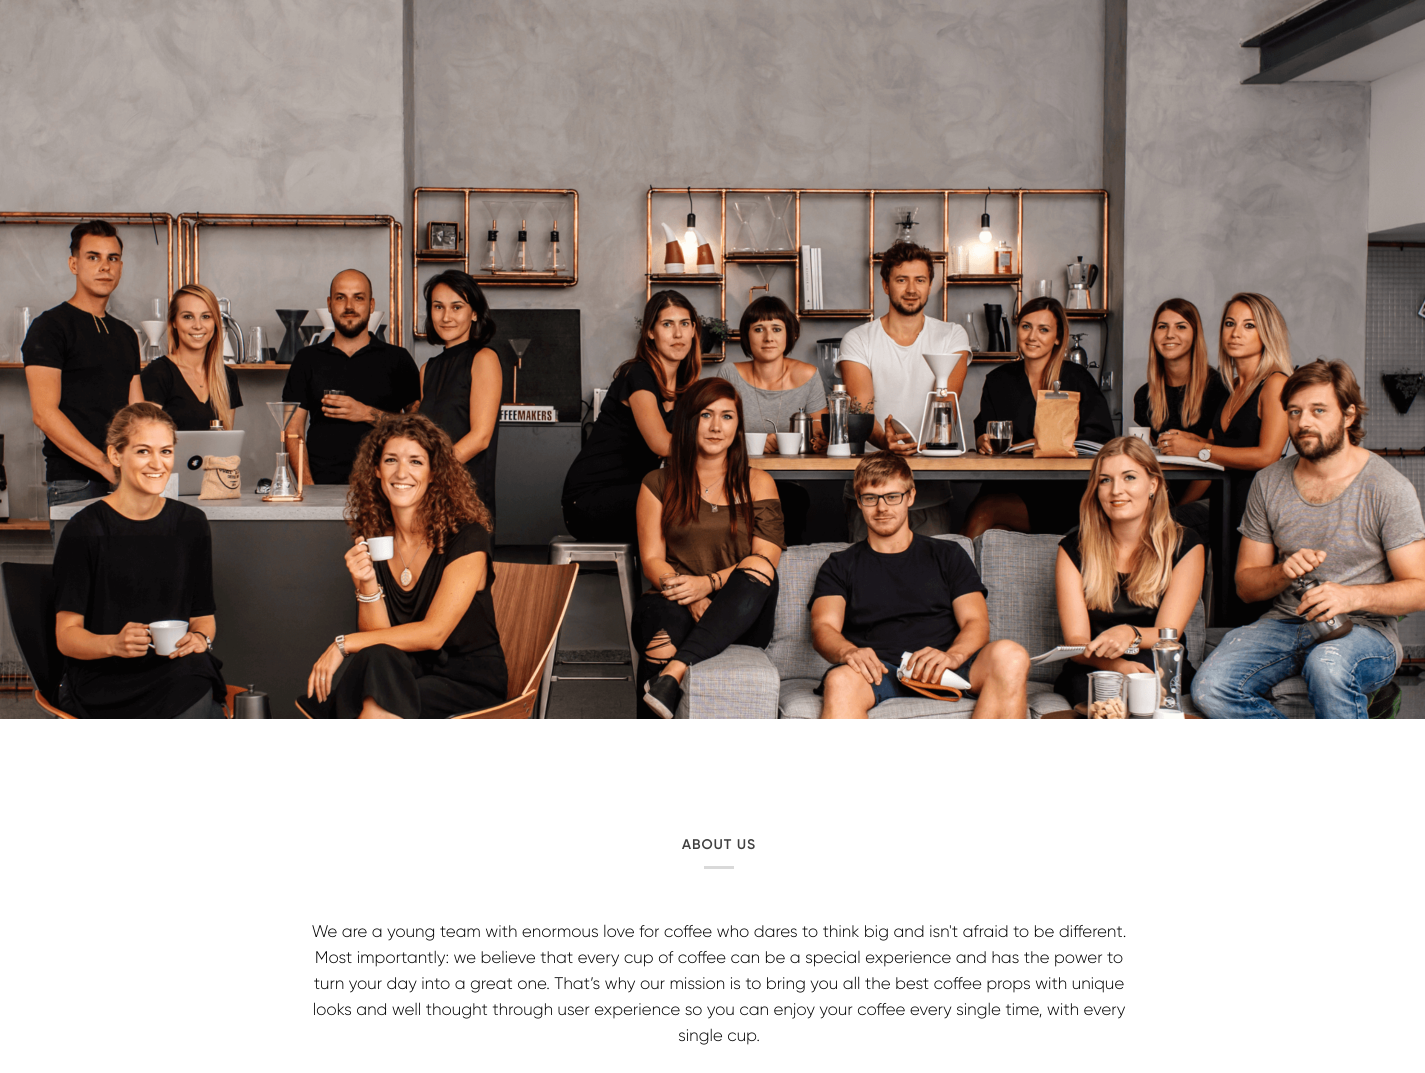 FFEEMAKERS
ABOUT US
We are a young team with enormous love for coffee who dares to think big and isn't afraid to be different.
Most importantly: we believe that every cup of coffee can be a special experience and has the power to
turn your day into a great one. That’s why our mission is to bring you all the best coffee props with unique
looks and well thought through user experience so you can enjoy your coffee every single time, with every
single cup.